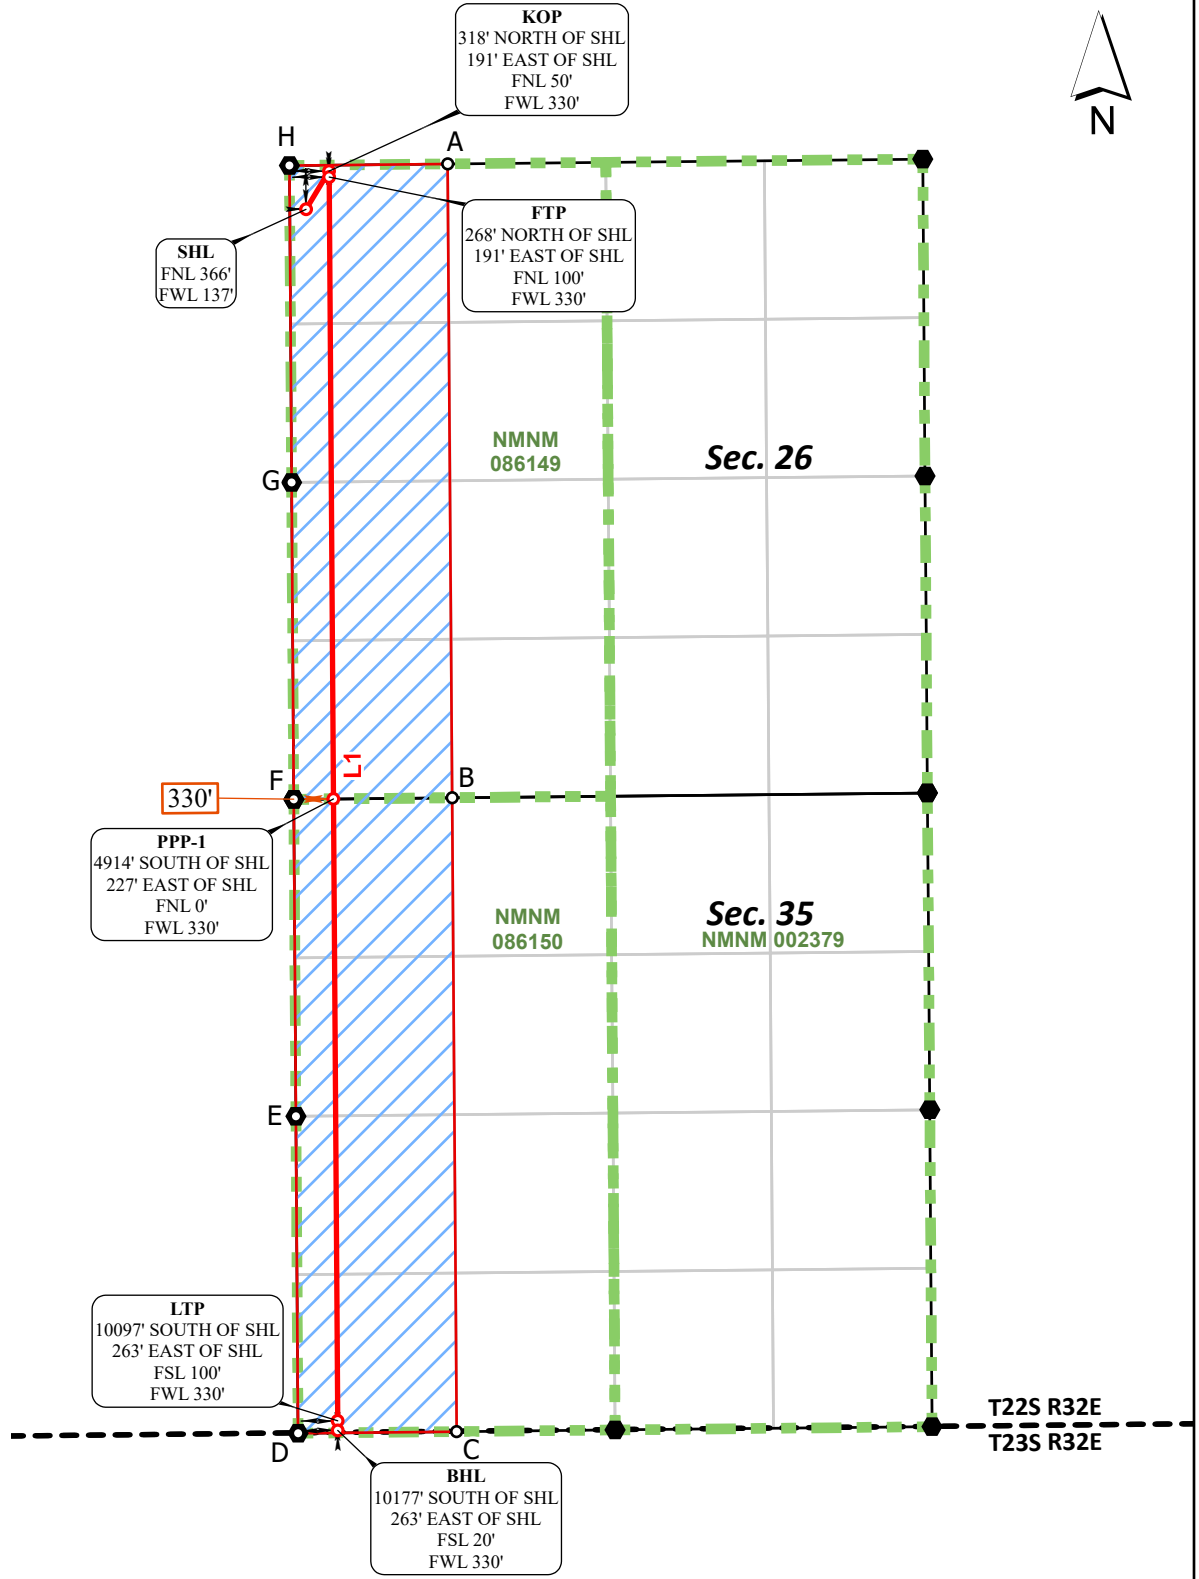 KOP
318' NORTH OF SHL
191' EAST OF SHL
FNL 50'
FWL 330'
N
H
A
FTP
268' NORTH OF SHL
191' EAST OF SHL
FNL 100'
FWL 330'
SHL
FNL 366'
FWL 137'
NMNM
086149
Sec. 26
G
L1
F
B
330'
PPP-1
4914' SOUTH OF SHL
227' EAST OF SHL
FNL 0'
FWL 330'
NMNM
086150
Sec. 35
NMNM 002379
E
LTP
10097' SOUTH OF SHL
263' EAST OF SHL
FSL 100'
FWL 330'
T22S R32E
T23S R32E
D
C
BHL
10177' SOUTH OF SHL
263' EAST OF SHL
FSL 20'
FWL 330'